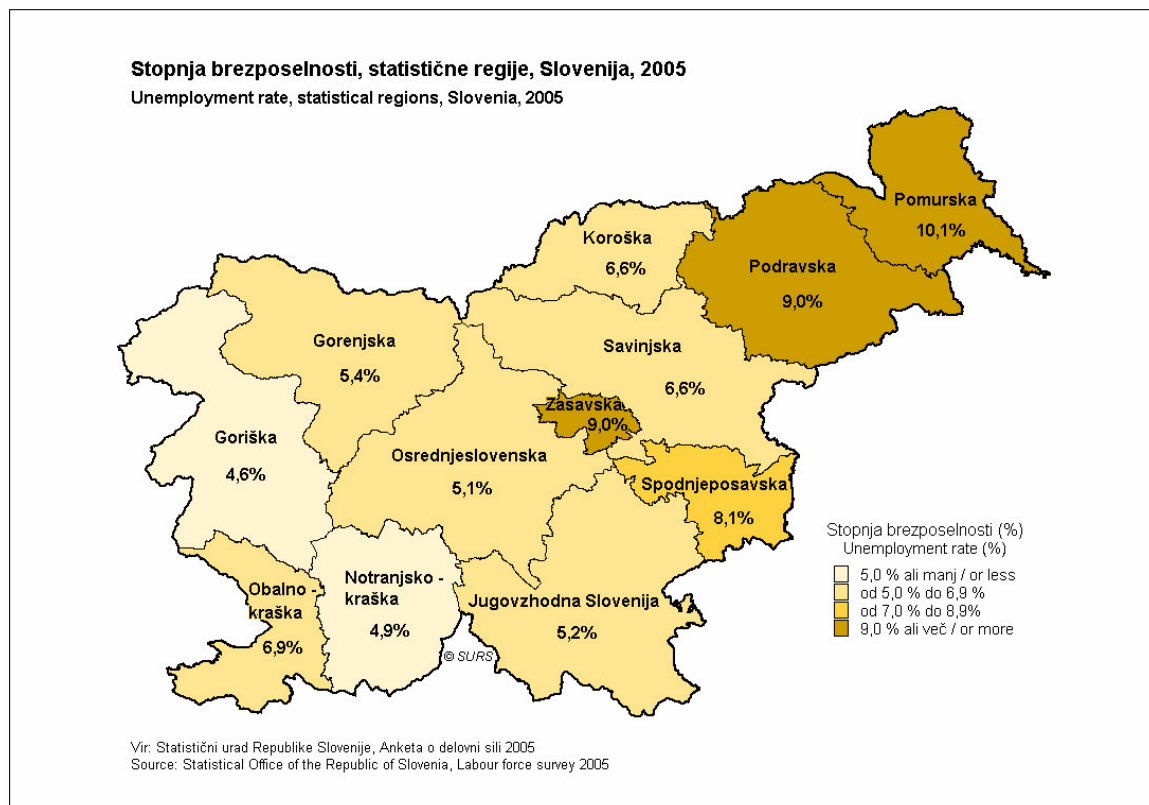 Stopnja brezposelnosti, statistične regije, Slovenija, 2005
Unemployment rate, statistical regions, Slovenia, 2005
Pomurska
10,1%
Koroška
6,6%
Podravska
9,0%
Gorenjska
5,4%
Savinjska
6,6%
Zasavska
9,0%
Goriška
4,6%
Osrednjeslovenska
5,1%
Spodnjeposavska
8,1%
Notranjsko -
kraška
4,9%
Obalno -
kraška
6,9%
Jugovzhodna Slovenija
5,2%
© SURS
Stopnja brezposelnosti (%)
Unemployment rate (%)
5,0 % ali manj / or less
od 5,0 % do 6,9 %
od 7,0 % do 8,9%
9,0 % ali več / or more
Vir: Statistični urad Republike Slovenije, Anketa o delovni sili 2005
Source: Statistical Office of the Republic of Slovenia, Labour force survey 2005